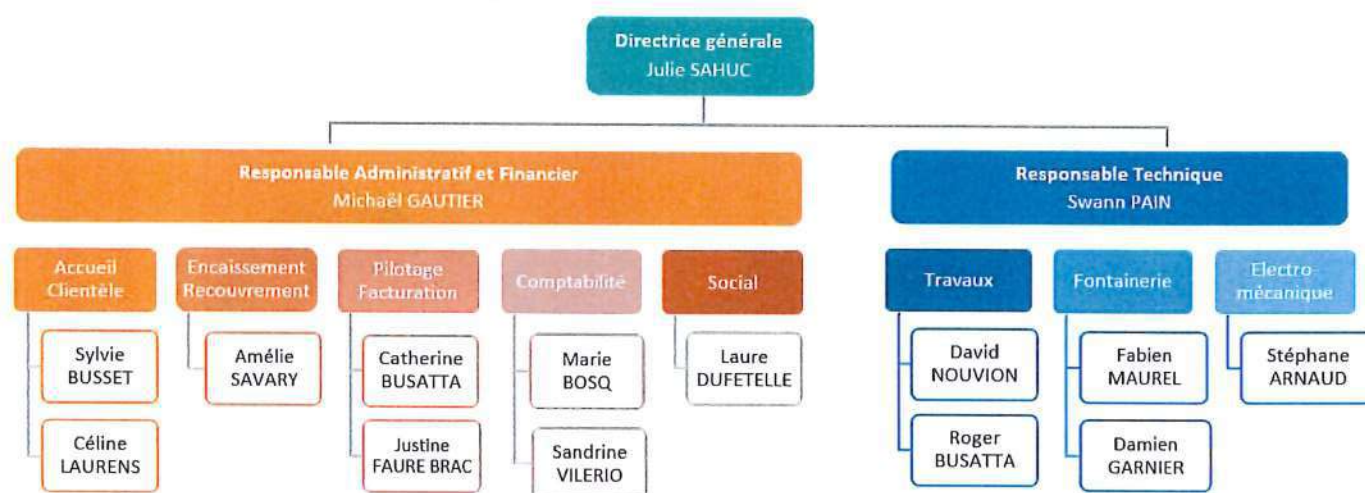 Directrice générale
Julie SAHUC
Responsable Administratif et Financier
Michaël GAUTIER
Responsable Technique
Swann PAIN
Accueil
Clientèle
Encaissement
Recouvrement
Pilotage
Facturation
Comptabilité
Social
Travaux
Fontainerie
Electro-
mécanique
Sylvie
BUSSET
Amélie
SAVARY
Catherine
BUSATTA
Marie
BOSQ
Laure
DUFETELLE
David
NOUVION
Fabien
MAUREL
Stéphane
ARNAUD
Céline
LAURENS
Justine
FAURE BRAC
Sandrine
VILERIO
Roger
BUSATTA
Damien
GARNIER